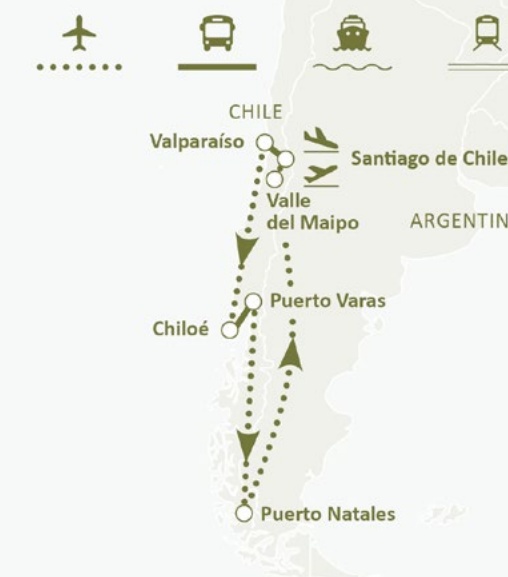 CHILE
Valparaíso
Santiago de Chile
Valle
del Maipo
ARGENTIN
Puerto Varas
Chiloé
Puerto Natales